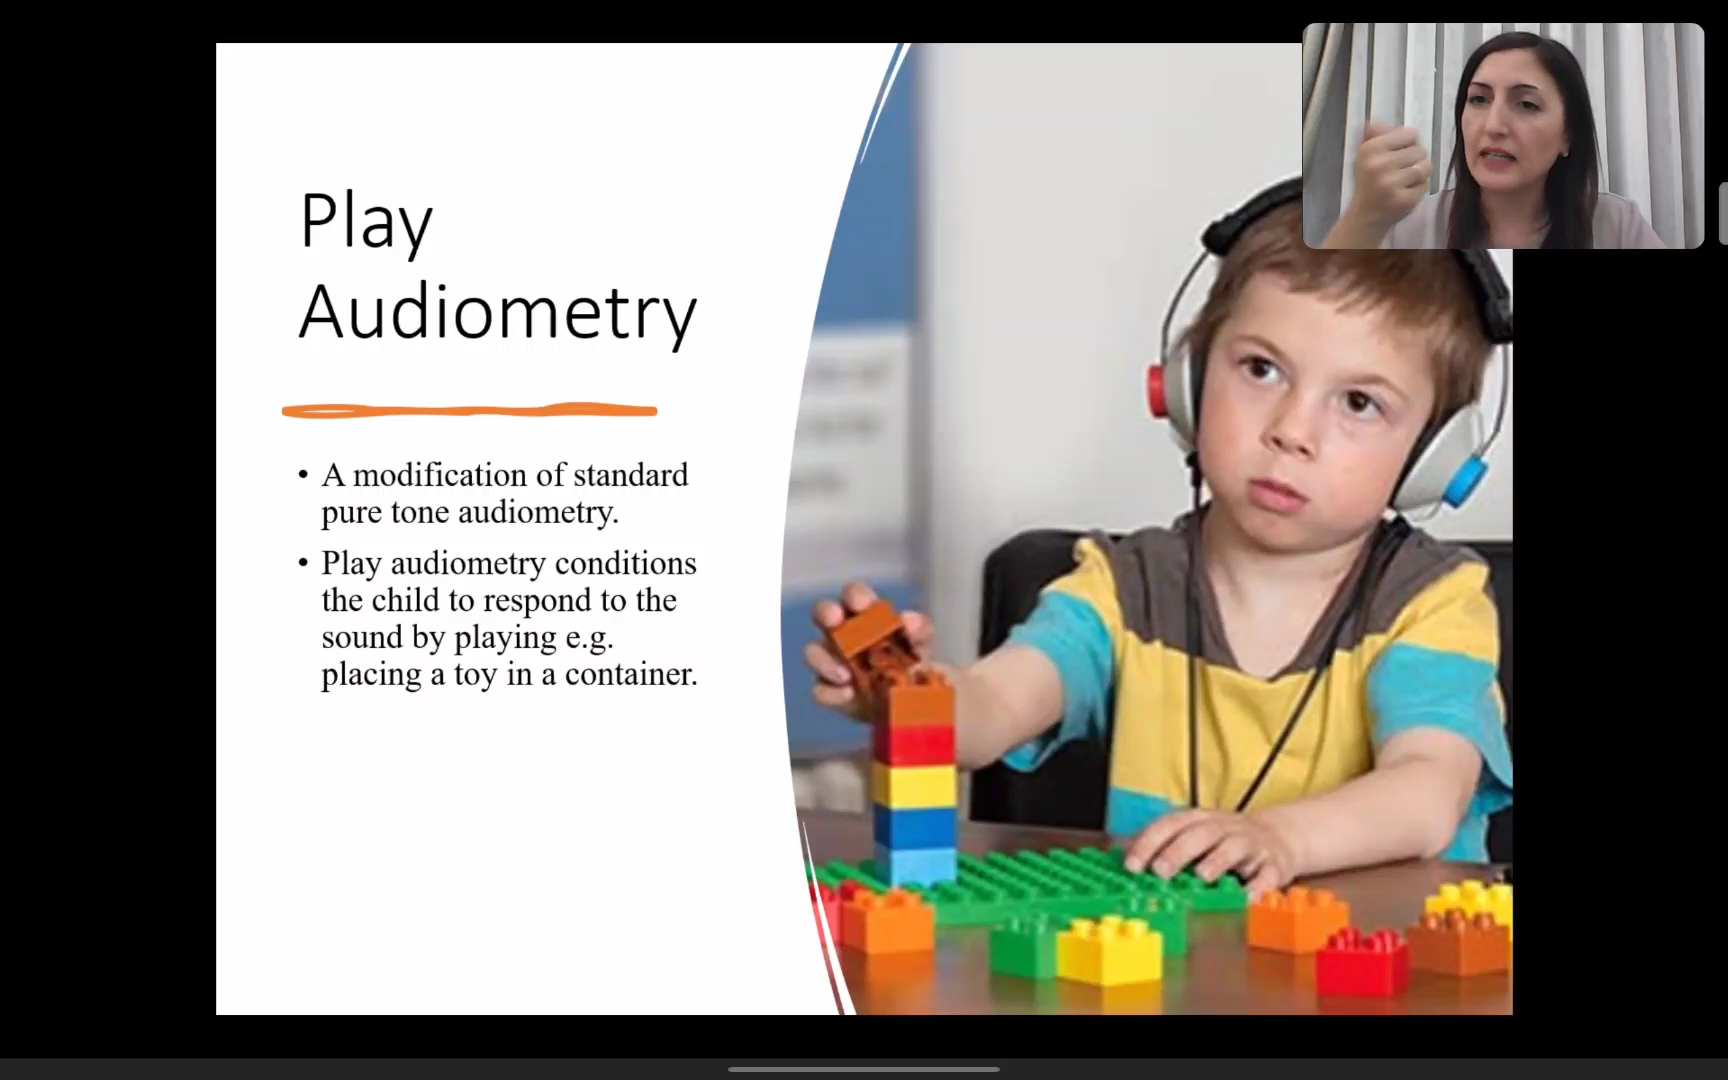 Play
Audiometry
• A modification of standard
pure tone audiometry.
• Play audiometry conditions
the child to respond to the
sound by playing e.g.
placing a toy in a container.